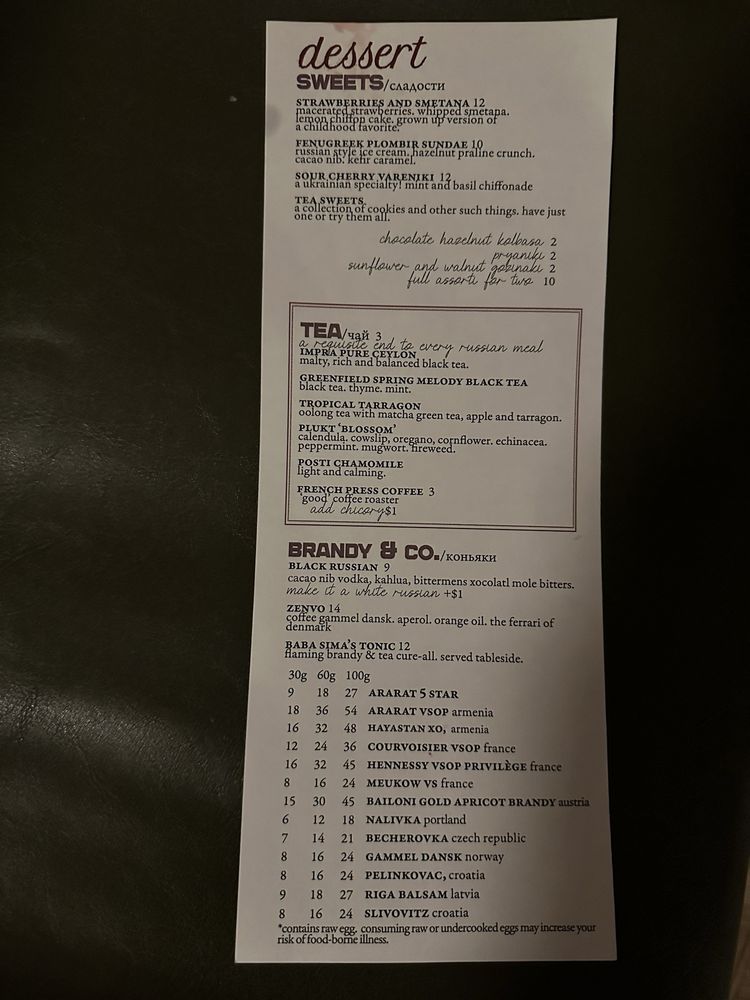 dessert
SWEETS/сладости
STRAWBERRIES AND SMETANA 12
macerated strawberries. whipped smetana.
lemon chiffon cake. grown up version of
a childhood favorite.
FENUGREEK PLOMBIR SUNDAE 10
russian style ice cream. hazelnut praline crunch.
cacao nib. kefir caramel.
SOUR CHERRY VARENIKI 12
a ukrainian specialty! mint and basil chiffonade
TEA SWEETS
a collection of cookies and other such things. have just
one or try them all.
chocolate hazelnut kolbasa 2
pryaniki 2
sunflower and walnut gozinaki 2
full assorti for two 10
TEA/чай 3
a requisite end to every russian meal
IMPRA PURE CEYLON
malty, rich and balanced black tea.
GREENFIELD SPRING MELODY BLACK TEA
black tea. thyme. mint.
TROPICAL TARRAGON
oolong tea with matcha green tea, apple and tarragon.
PLUKT 'BLOSSOM'
calendula. cowslip, oregano, cornflower. echinacea.
peppermint. mugwort. fireweed.
POSTI CHAMOMILE
light and calming.
FRENCH PRESS COFFEE 3
'good' coffee roaster
add chicory $1
BRANDY & CO./коньяки
BLACK RUSSIAN 9
cacao nib vodka, kahlua, bittermens xocolatl mole bitters.
make it a white russian +$1
ZENVO 14
coffee gammel dansk. aperol. orange oil. the ferrari of
denmark
BABA SIMA'S TONIC 12
flaming brandy & tea cure-all. served tableside.
30g 60g 100g
9 18 27 ARARAT 5 STAR
18 36 54 ARARAT VSOP armenia
16 32 48 HAYASTAN XO, armenia
12 24 36 COURVOISIER VSOP france
16 32 45 HENNESSY VSOP PRIVILÈGE france
8 16 24 MEUKOW VS france
15 30 45 BAILONI GOLD APRICOT BRANDY austria
6 12 18 NALIVKA portland
7 14 21 BECHEROVKA czech republic
8 16 24 GAMMEL DANSK norway
8 16 24 PELINKOVAC, croatia
9 18 27 RIGA BALSAM latvia
8 16 24 SLIVOVITZ croatia
*contains raw egg. consuming raw or undercooked eggs may increase your
risk of food-borne illness.